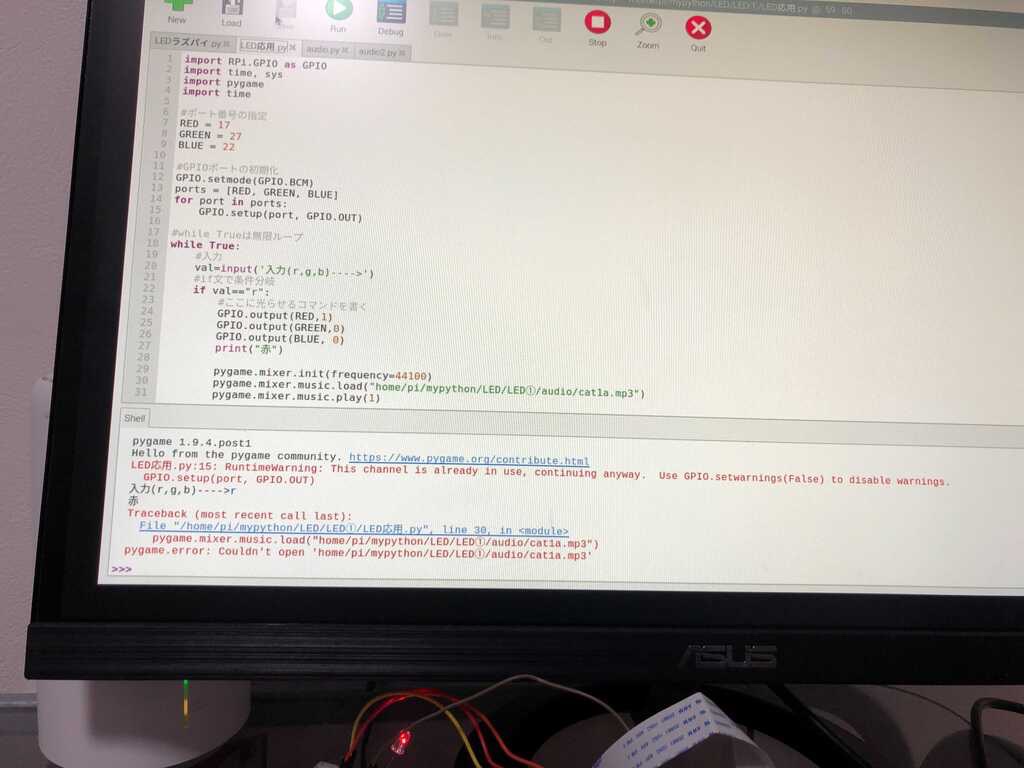 /home/pi/mypython/LED/LED①/LED応用.py @ 59 : 60
New Load Run Debug Stop Zoom Quit
LEDラズパイ.py ✕ LED応用.py ✕ audio.py ✕ audio2.py ✕
1 import RPi.GPIO as GPIO
2 import time, sys
3 import pygame
4 import time
5
6 #ポート番号の指定
7 RED = 17
8 GREEN = 27
9 BLUE = 22
10
11 #GPIOポートの初期化
12 GPIO.setmode(GPIO.BCM)
13 ports = [RED, GREEN, BLUE]
14 for port in ports:
15 GPIO.setup(port, GPIO.OUT)
16
17 #while Trueは無限ループ
18 while True:
19 #入力
20 val=input('入力(r,g,b)---->')
21 #if文で条件分岐
22 if val=="r":
23 #ここに光らせるコマンドを書く
24 GPIO.output(RED,1)
25 GPIO.output(GREEN,0)
26 GPIO.output(BLUE, 0)
27 print("赤")
28
29 pygame.mixer.init(frequency=44100)
30 pygame.mixer.music.load("home/pi/mypython/LED/LED①/audio/cat1a.mp3")
31 pygame.mixer.music.play(1)
Shell
pygame 1.9.4.post1
Hello from the pygame community. https://www.pygame.org/contribute.html
LED応用.py:15: RuntimeWarning: This channel is already in use, continuing anyway. Use GPIO.setwarnings(False) to disable warnings.
GPIO.setup(port, GPIO.OUT)
入力(r,g,b)---->r
赤
Traceback (most recent call last):
File "/home/pi/mypython/LED/LED①/LED応用.py", line 30, in <module>
pygame.mixer.music.load("home/pi/mypython/LED/LED①/audio/cat1a.mp3")
pygame.error: Couldn't open 'home/pi/mypython/LED/LED①/audio/cat1a.mp3'
>>>
ASUS